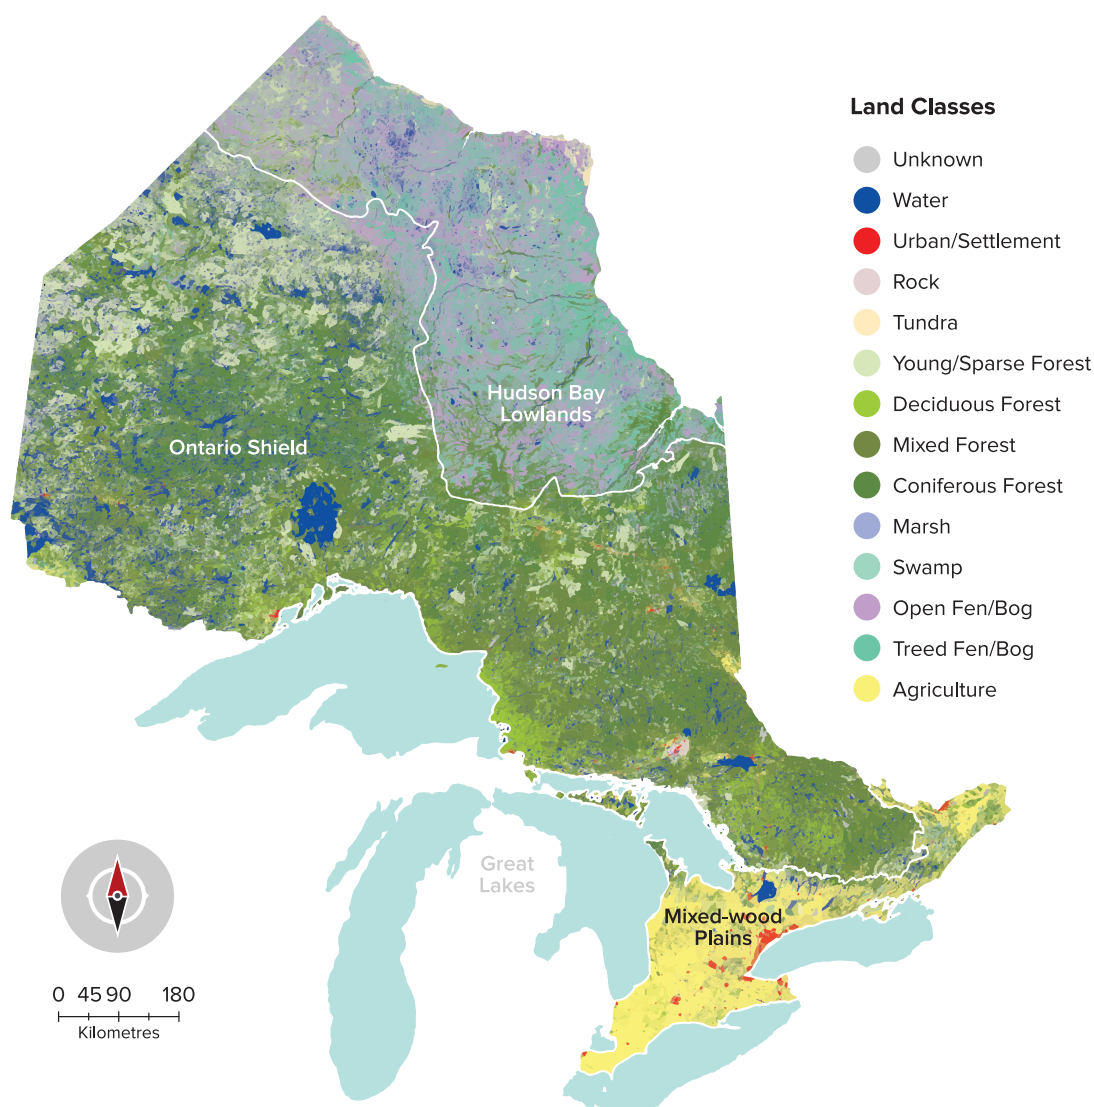 Land Classes
Unknown
Water
Urban/Settlement
Rock
Tundra
Young/Sparse Forest
Deciduous Forest
Mixed Forest
Coniferous Forest
Marsh
Swamp
Open Fen/Bog
Treed Fen/Bog
Agriculture
Hudson Bay
Lowlands
Ontario Shield
Great
Lakes
Mixed-wood
Plains
0 45 90 180
Kilometres